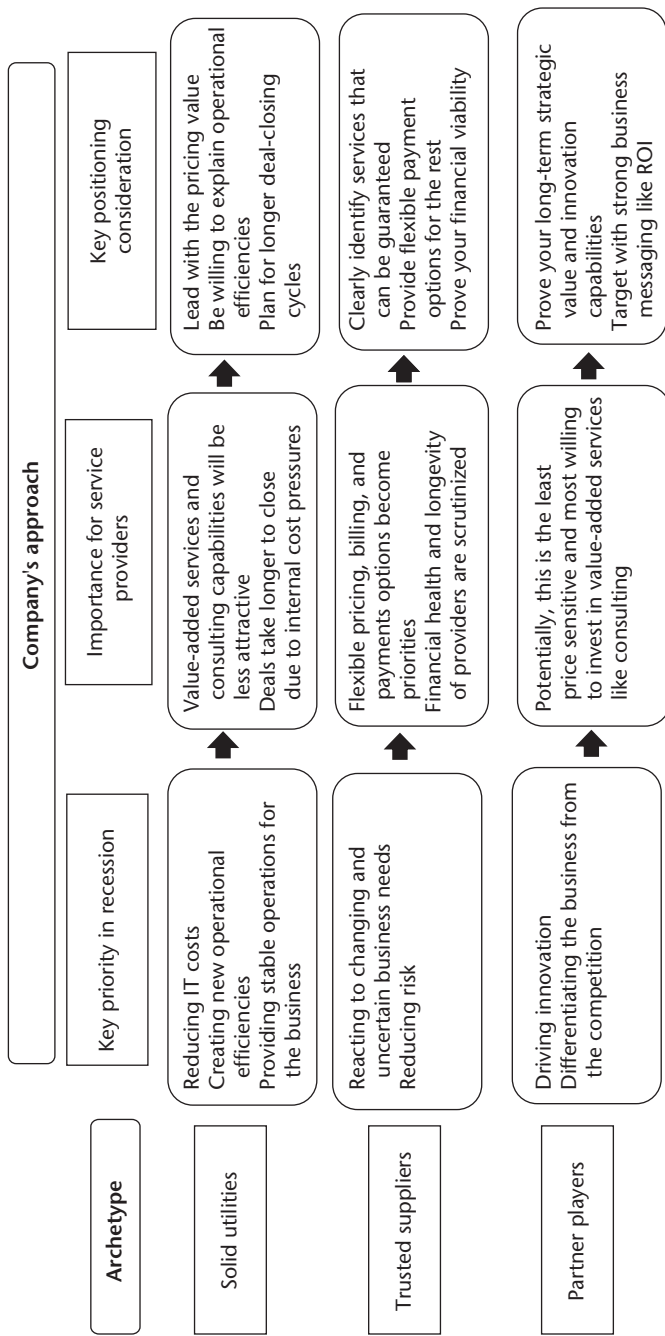 Company's approach
Archetype
Key priority in recession
Importance for service
providers
Key positioning
consideration
Solid utilities
Reducing IT costs
Creating new operational
efficiencies
Providing stable operations for
the business
Value-added services and
consulting capabilities will be
less attractive
Deals take longer to close
due to internal cost pressures
Lead with the pricing value
Be willing to explain operational
efficiencies
Plan for longer deal-closing
cycles
Trusted suppliers
Reacting to changing and
uncertain business needs
Reducing risk
Flexible pricing, billing, and
payments options become
priorities
Financial health and longevity
of providers are scrutinized
Clearly identify services that
can be guaranteed
Provide flexible payment
options for the rest
Prove your financial viability
Partner players
Driving innovation
Differentiating the business from
the competition
Potentially, this is the least
price sensitive and most willing
to invest in value-added services
like consulting
Prove your long-term strategic
value and innovation
capabilities
Target with strong business
messaging like ROI